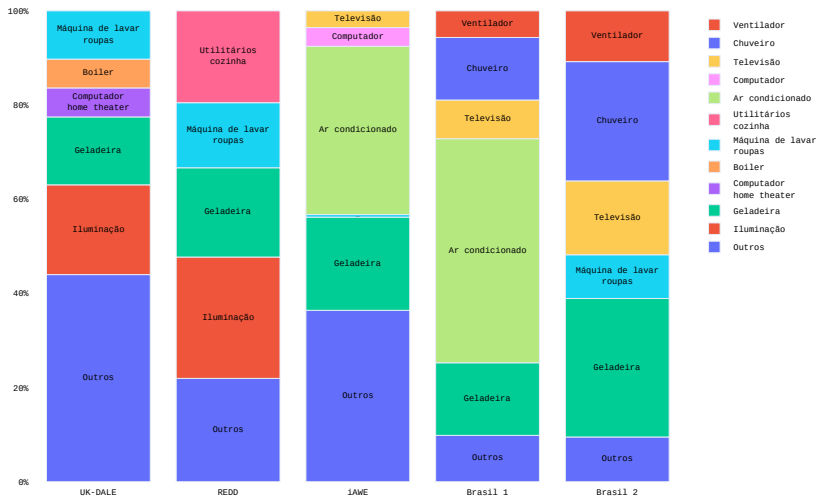 100%
80%
60%
40%
20%
0%
Máquina de lavar
roupas
Boiler
Computador
home theater
Geladeira
Iluminação
Outros
UK-DALE
Utilitários
cozinha
Máquina de lavar
roupas
Geladeira
Iluminação
Outros
REDD
Televisão
Computador
Ar condicionado
Geladeira
Outros
iAWE
Ventilador
Chuveiro
Televisão
Ar condicionado
Geladeira
Outros
Brasil 1
Ventilador
Chuveiro
Televisão
Máquina de lavar
roupas
Geladeira
Outros
Brasil 2
Ventilador
Chuveiro
Televisão
Computador
Ar condicionado
Utilitários
cozinha
Máquina de lavar
roupas
Boiler
Computador
home theater
Geladeira
Iluminação
Outros